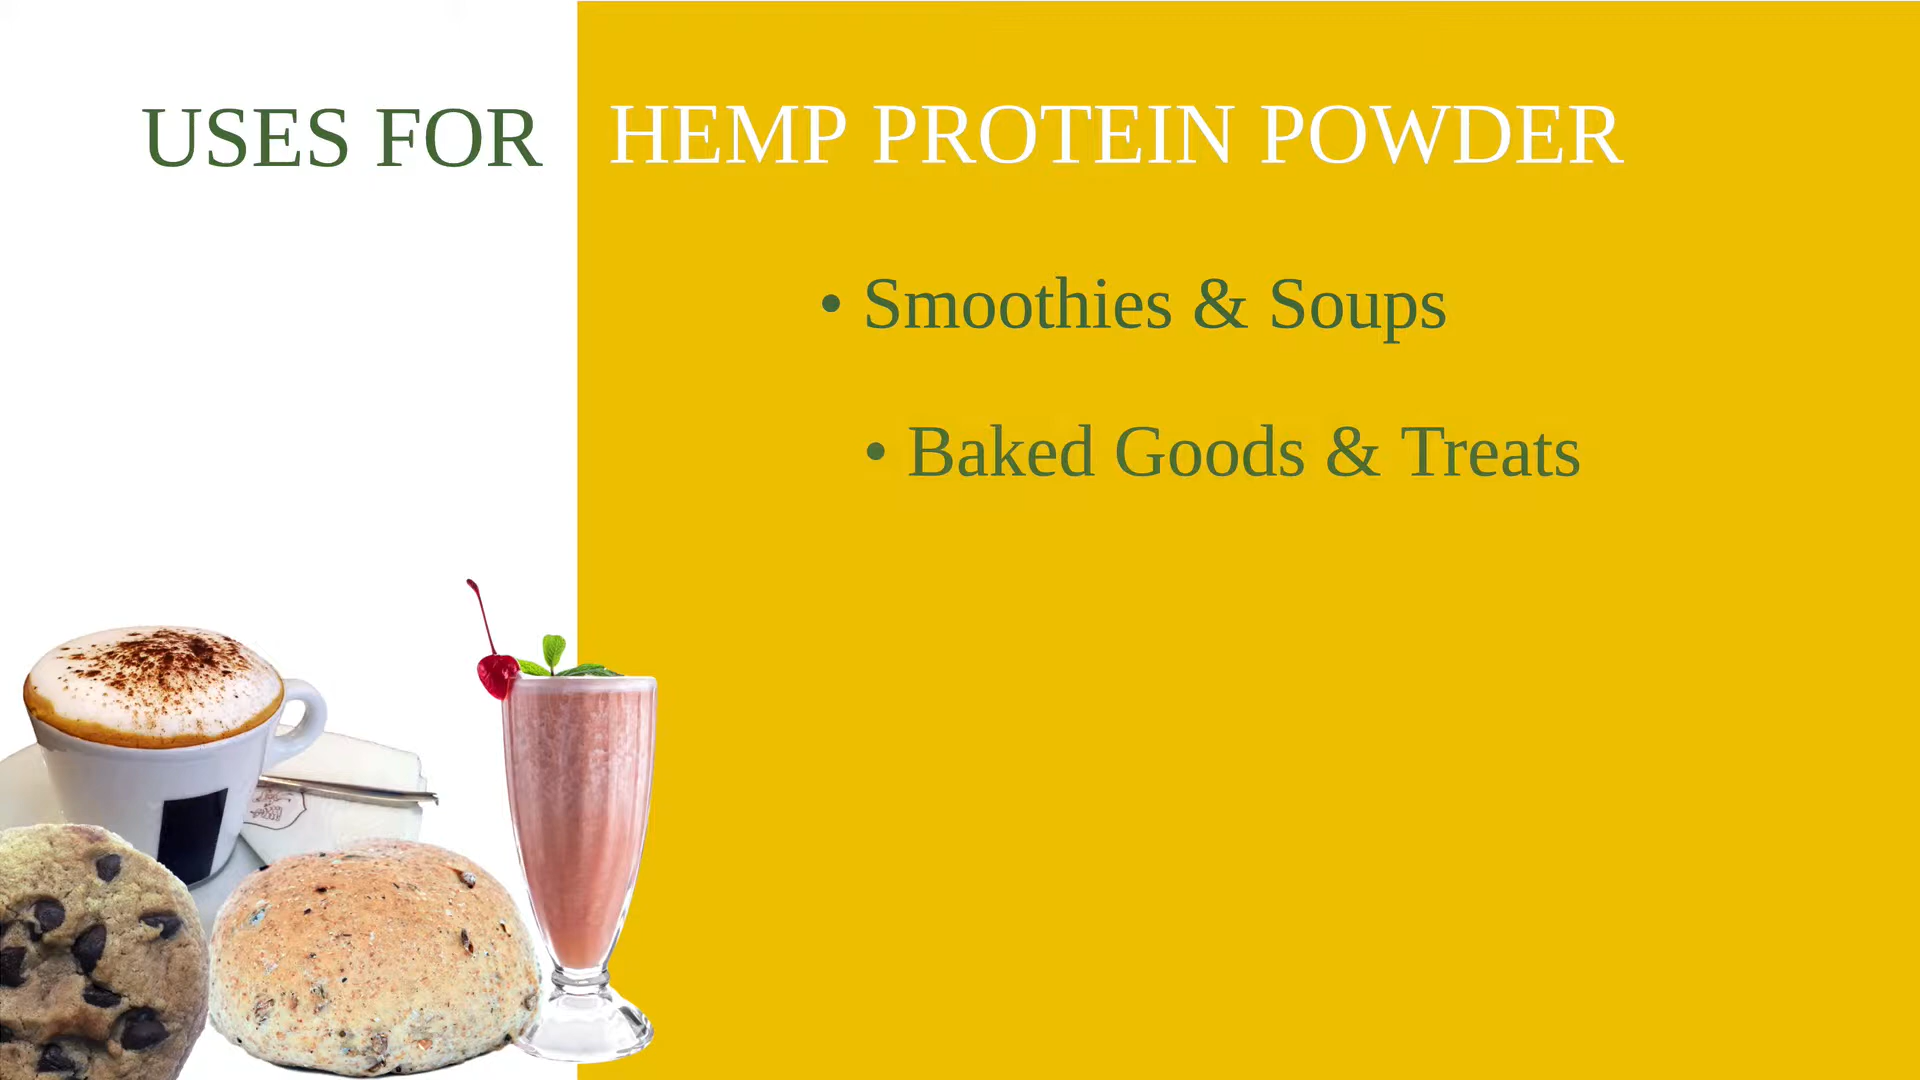 USES FOR HEMP PROTEIN POWDER
• Smoothies & Soups
• Baked Goods & Treats